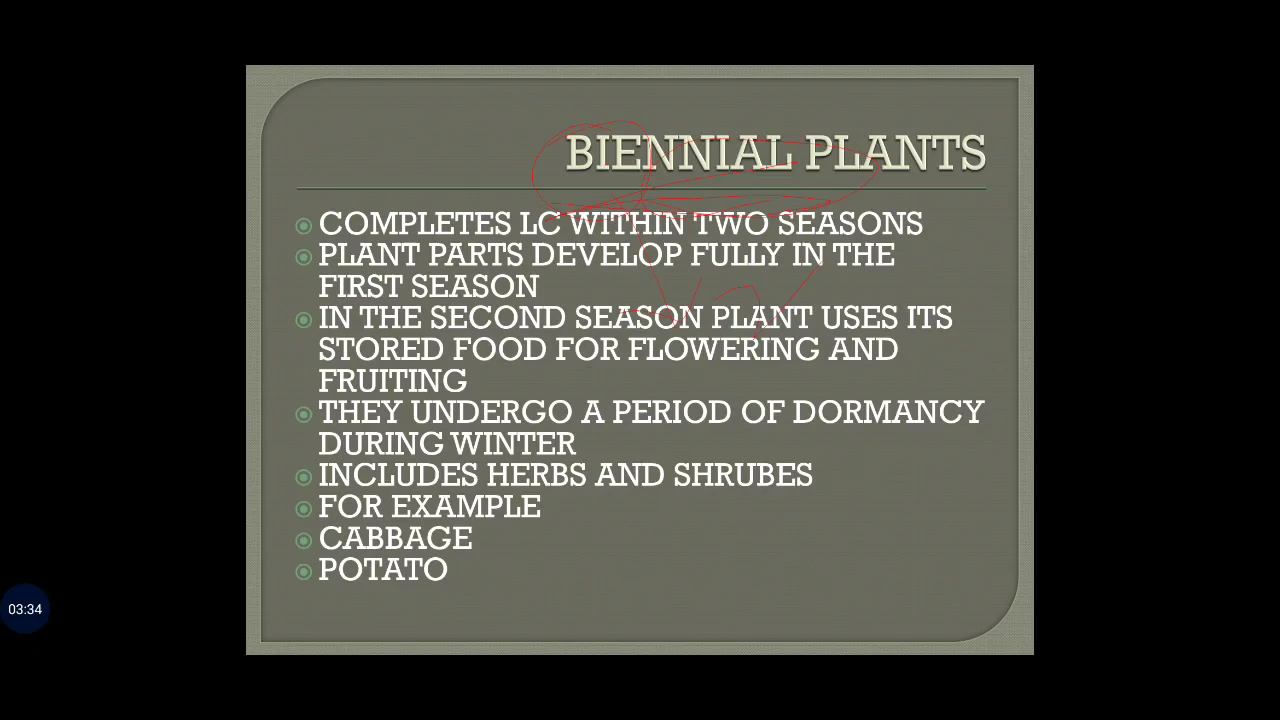 BIENNIAL PLANTS
COMPLETES LC WITHIN TWO SEASONS
PLANT PARTS DEVELOP FULLY IN THE
FIRST SEASON
IN THE SECOND SEASON PLANT USES ITS
STORED FOOD FOR FLOWERING AND
FRUITING
THEY UNDERGO A PERIOD OF DORMANCY
DURING WINTER
INCLUDES HERBS AND SHRUBES
FOR EXAMPLE
CABBAGE
POTATO
03:34